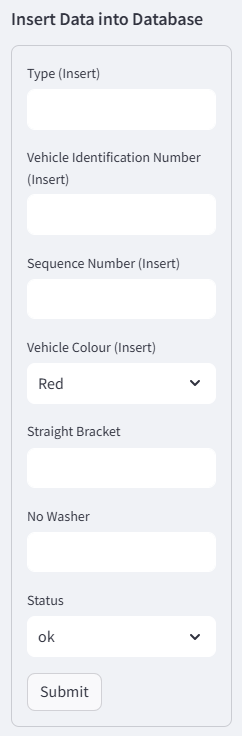 Insert Data into Database
Type (Insert)
Vehicle Identification Number
(Insert)
Sequence Number (Insert)
Vehicle Colour (Insert)
Red
Straight Bracket
No Washer
Status
ok
Submit